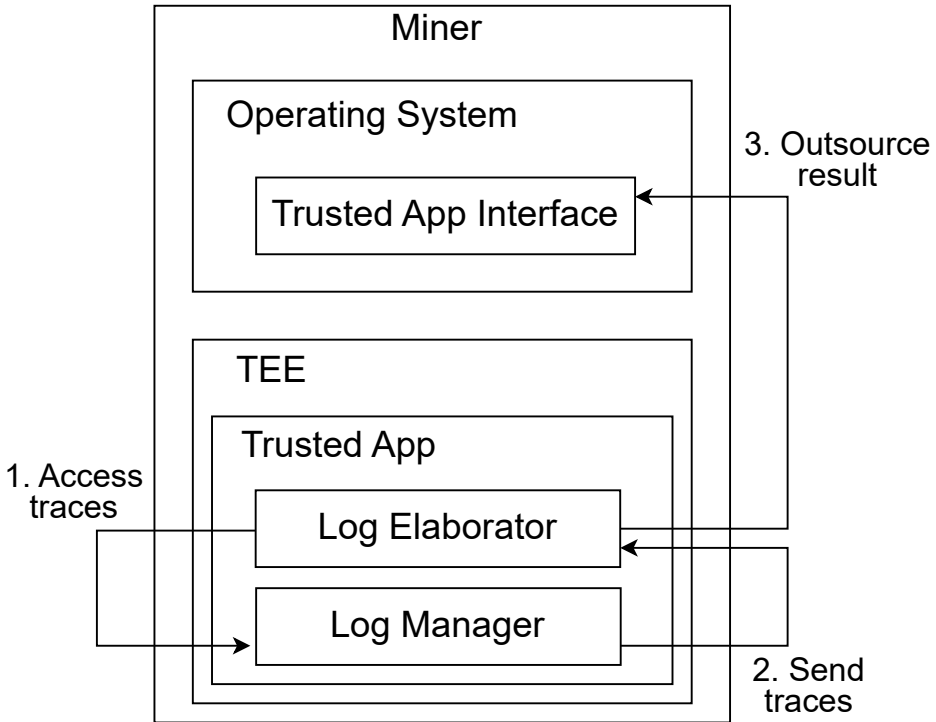 Miner
Operating System
3. Outsource
result
Trusted App Interface
TEE
Trusted App
1. Access
traces
Log Elaborator
Log Manager
2. Send
traces